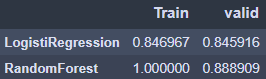 Train valid
LogistiRegression 0.846967 0.845916
RandomForest 1.000000 0.888909